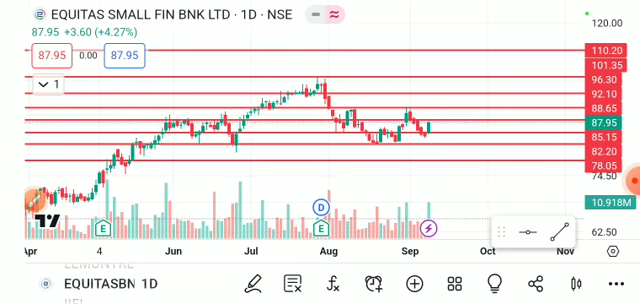 EQUITAS SMALL FIN BNK LTD · 1D · NSE
87.95 +3.60 (+4.27%)
87.95 0.00 87.95
1
120.00
110.20
101.35
96.30
92.10
88.65
87.95
85.15
82.20
78.05
74.50
10.918M
62.50
D
E E
Apr 4 Jun Jul Aug Sep Oct Nov
EQUITASBN 1D